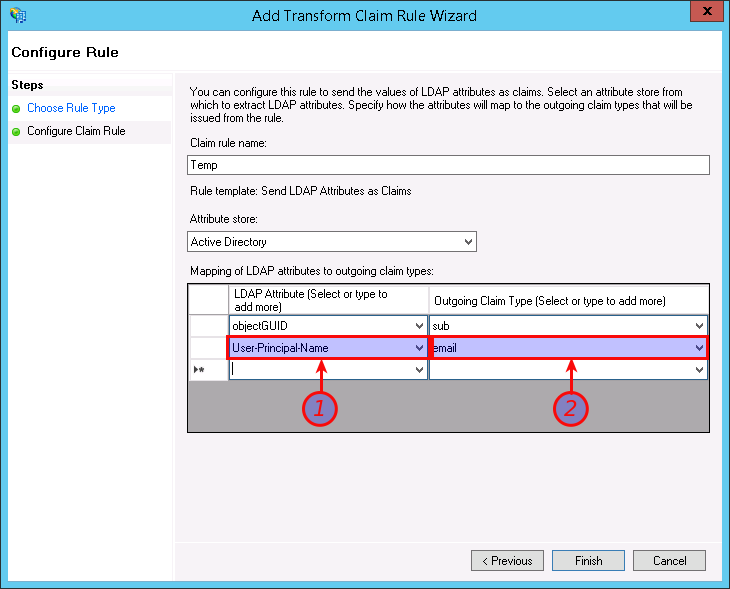 Add Transform Claim Rule Wizard
x
Configure Rule
Steps
Choose Rule Type
Configure Claim Rule
You can configure this rule to send the values of LDAP attributes as claims. Select an attribute store from
which to extract LDAP attributes. Specify how the attributes will map to the outgoing claim types that will be
issued from the rule.
Claim rule name:
Temp
Rule template: Send LDAP Attributes as Claims
Attribute store:
Active Directory
Mapping of LDAP attributes to outgoing claim types:
LDAP Attribute (Select or type to
add more)
Outgoing Claim Type (Select or type to add more)
objectGUID
sub
User-Principal-Name
email
1
2
< Previous
Finish
Cancel